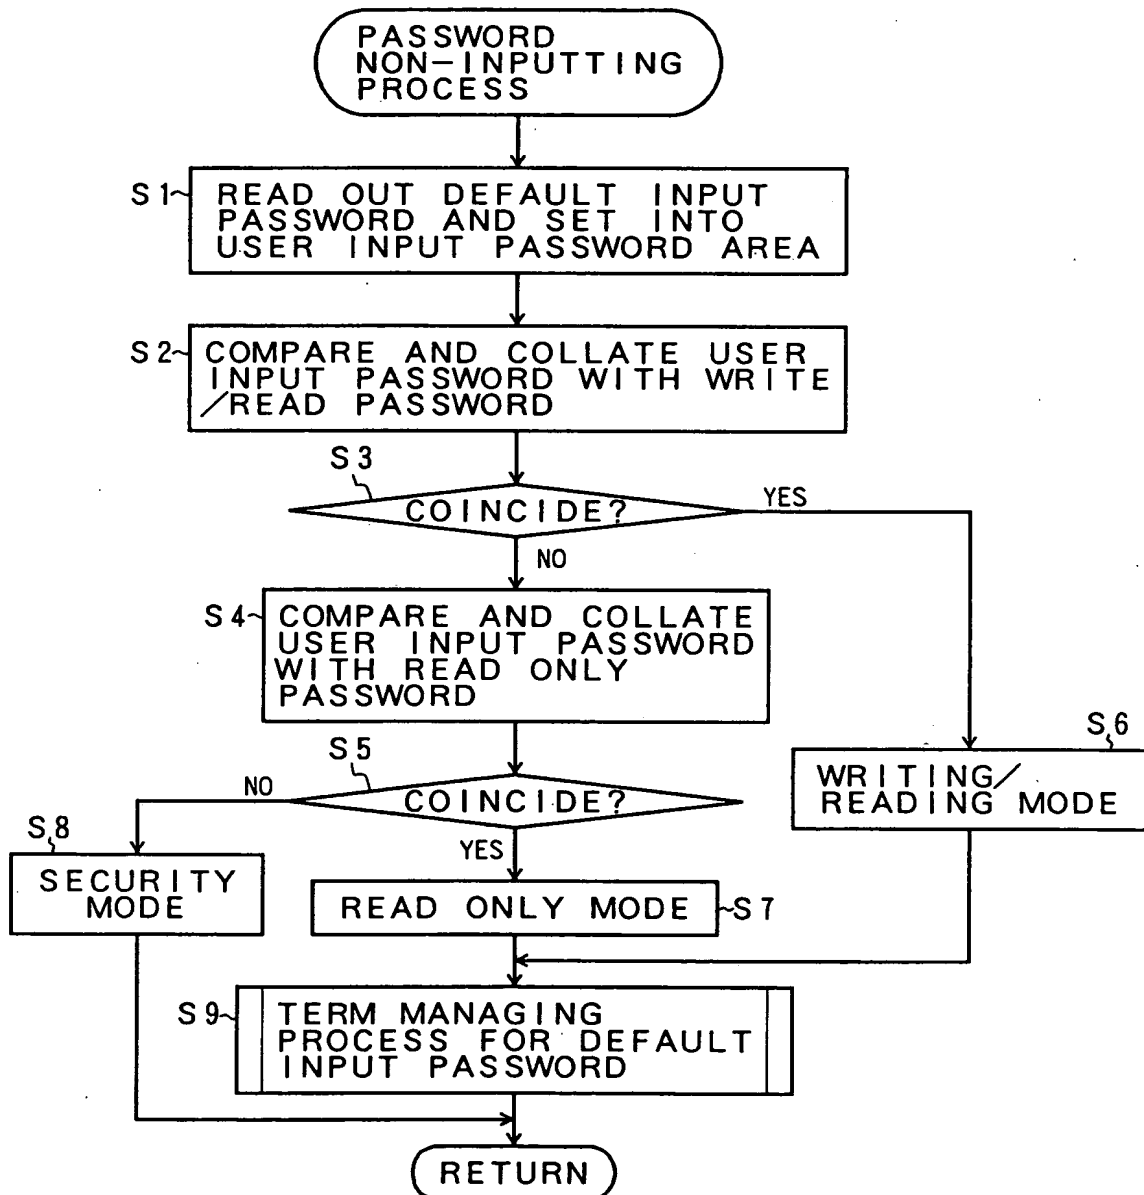 PASSWORD
NON-INPUTTING
PROCESS
S1
READ OUT DEFAULT INPUT
PASSWORD AND SET INTO
USER INPUT PASSWORD AREA
S2
COMPARE AND COLLATE USER
INPUT PASSWORD WITH WRITE
/READ PASSWORD
S3
COINCIDE?
YES
NO
S4
COMPARE AND COLLATE
USER INPUT PASSWORD
WITH READ ONLY
PASSWORD
S5
COINCIDE?
NO
YES
S6
WRITING/
READING MODE
S8
SECURITY
MODE
READ ONLY MODE
S7
S9
TERM MANAGING
PROCESS FOR DEFAULT
INPUT PASSWORD
RETURN